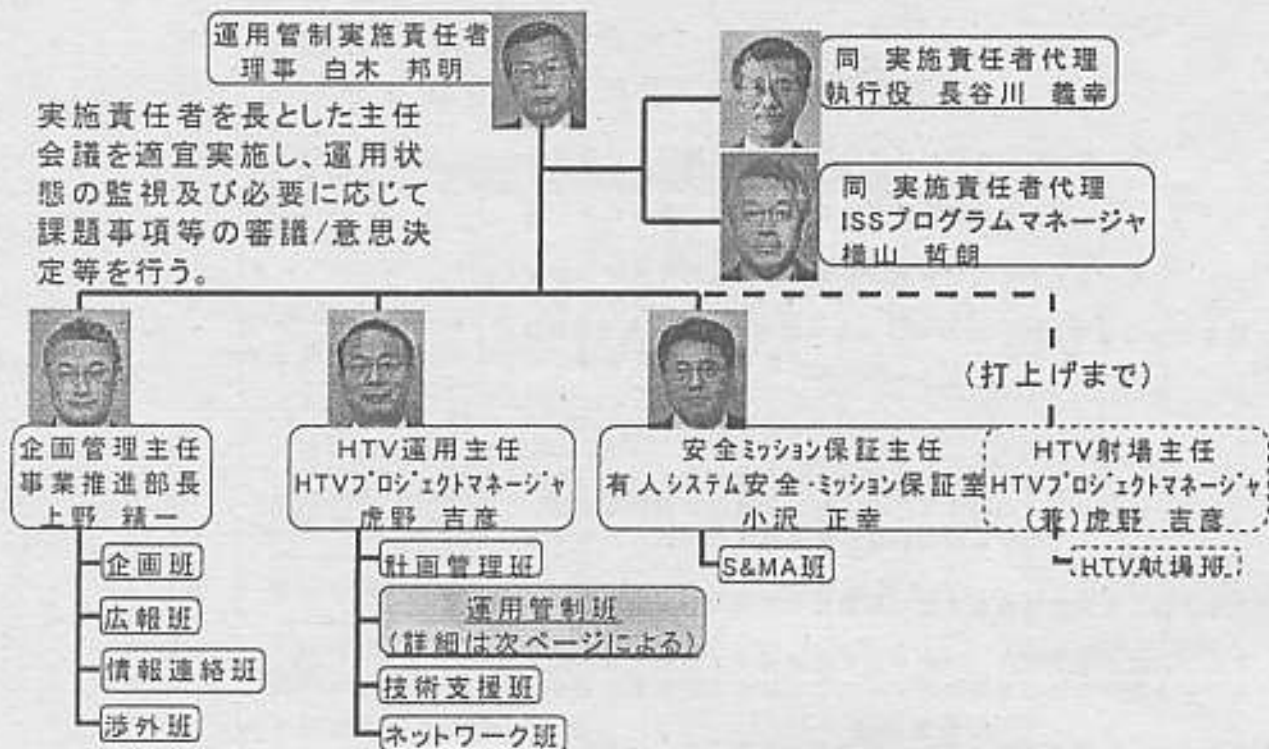 運用管制実施責任者
理事 白木 邦明
同 実施責任者代理
執行役 長谷川 義幸
実施責任者を長とした主任
会議を適宜実施し、運用状
態の監視及び必要に応じて
課題事項等の審議/意思決
定等を行う。
同 実施責任者代理
ISSプログラムマネージャ
横山 哲朗
(打上げまで)
企画管理主任
事業推進部長
上野 精一
HTV運用主任
HTVプロジェクトマネージャ
虎野 吉彦
安全ミッション保証主任
有人システム安全・ミッション保証室
小沢 正幸
HTV射場主任
HTVプロジェクトマネージャ
(兼)虎野 吉彦
企画班
広報班
情報連絡班
渉外班
計画管理班
運用管制班
(詳細は次ページによる)
技術支援班
ネットワーク班
S&MA班
HTV射場班